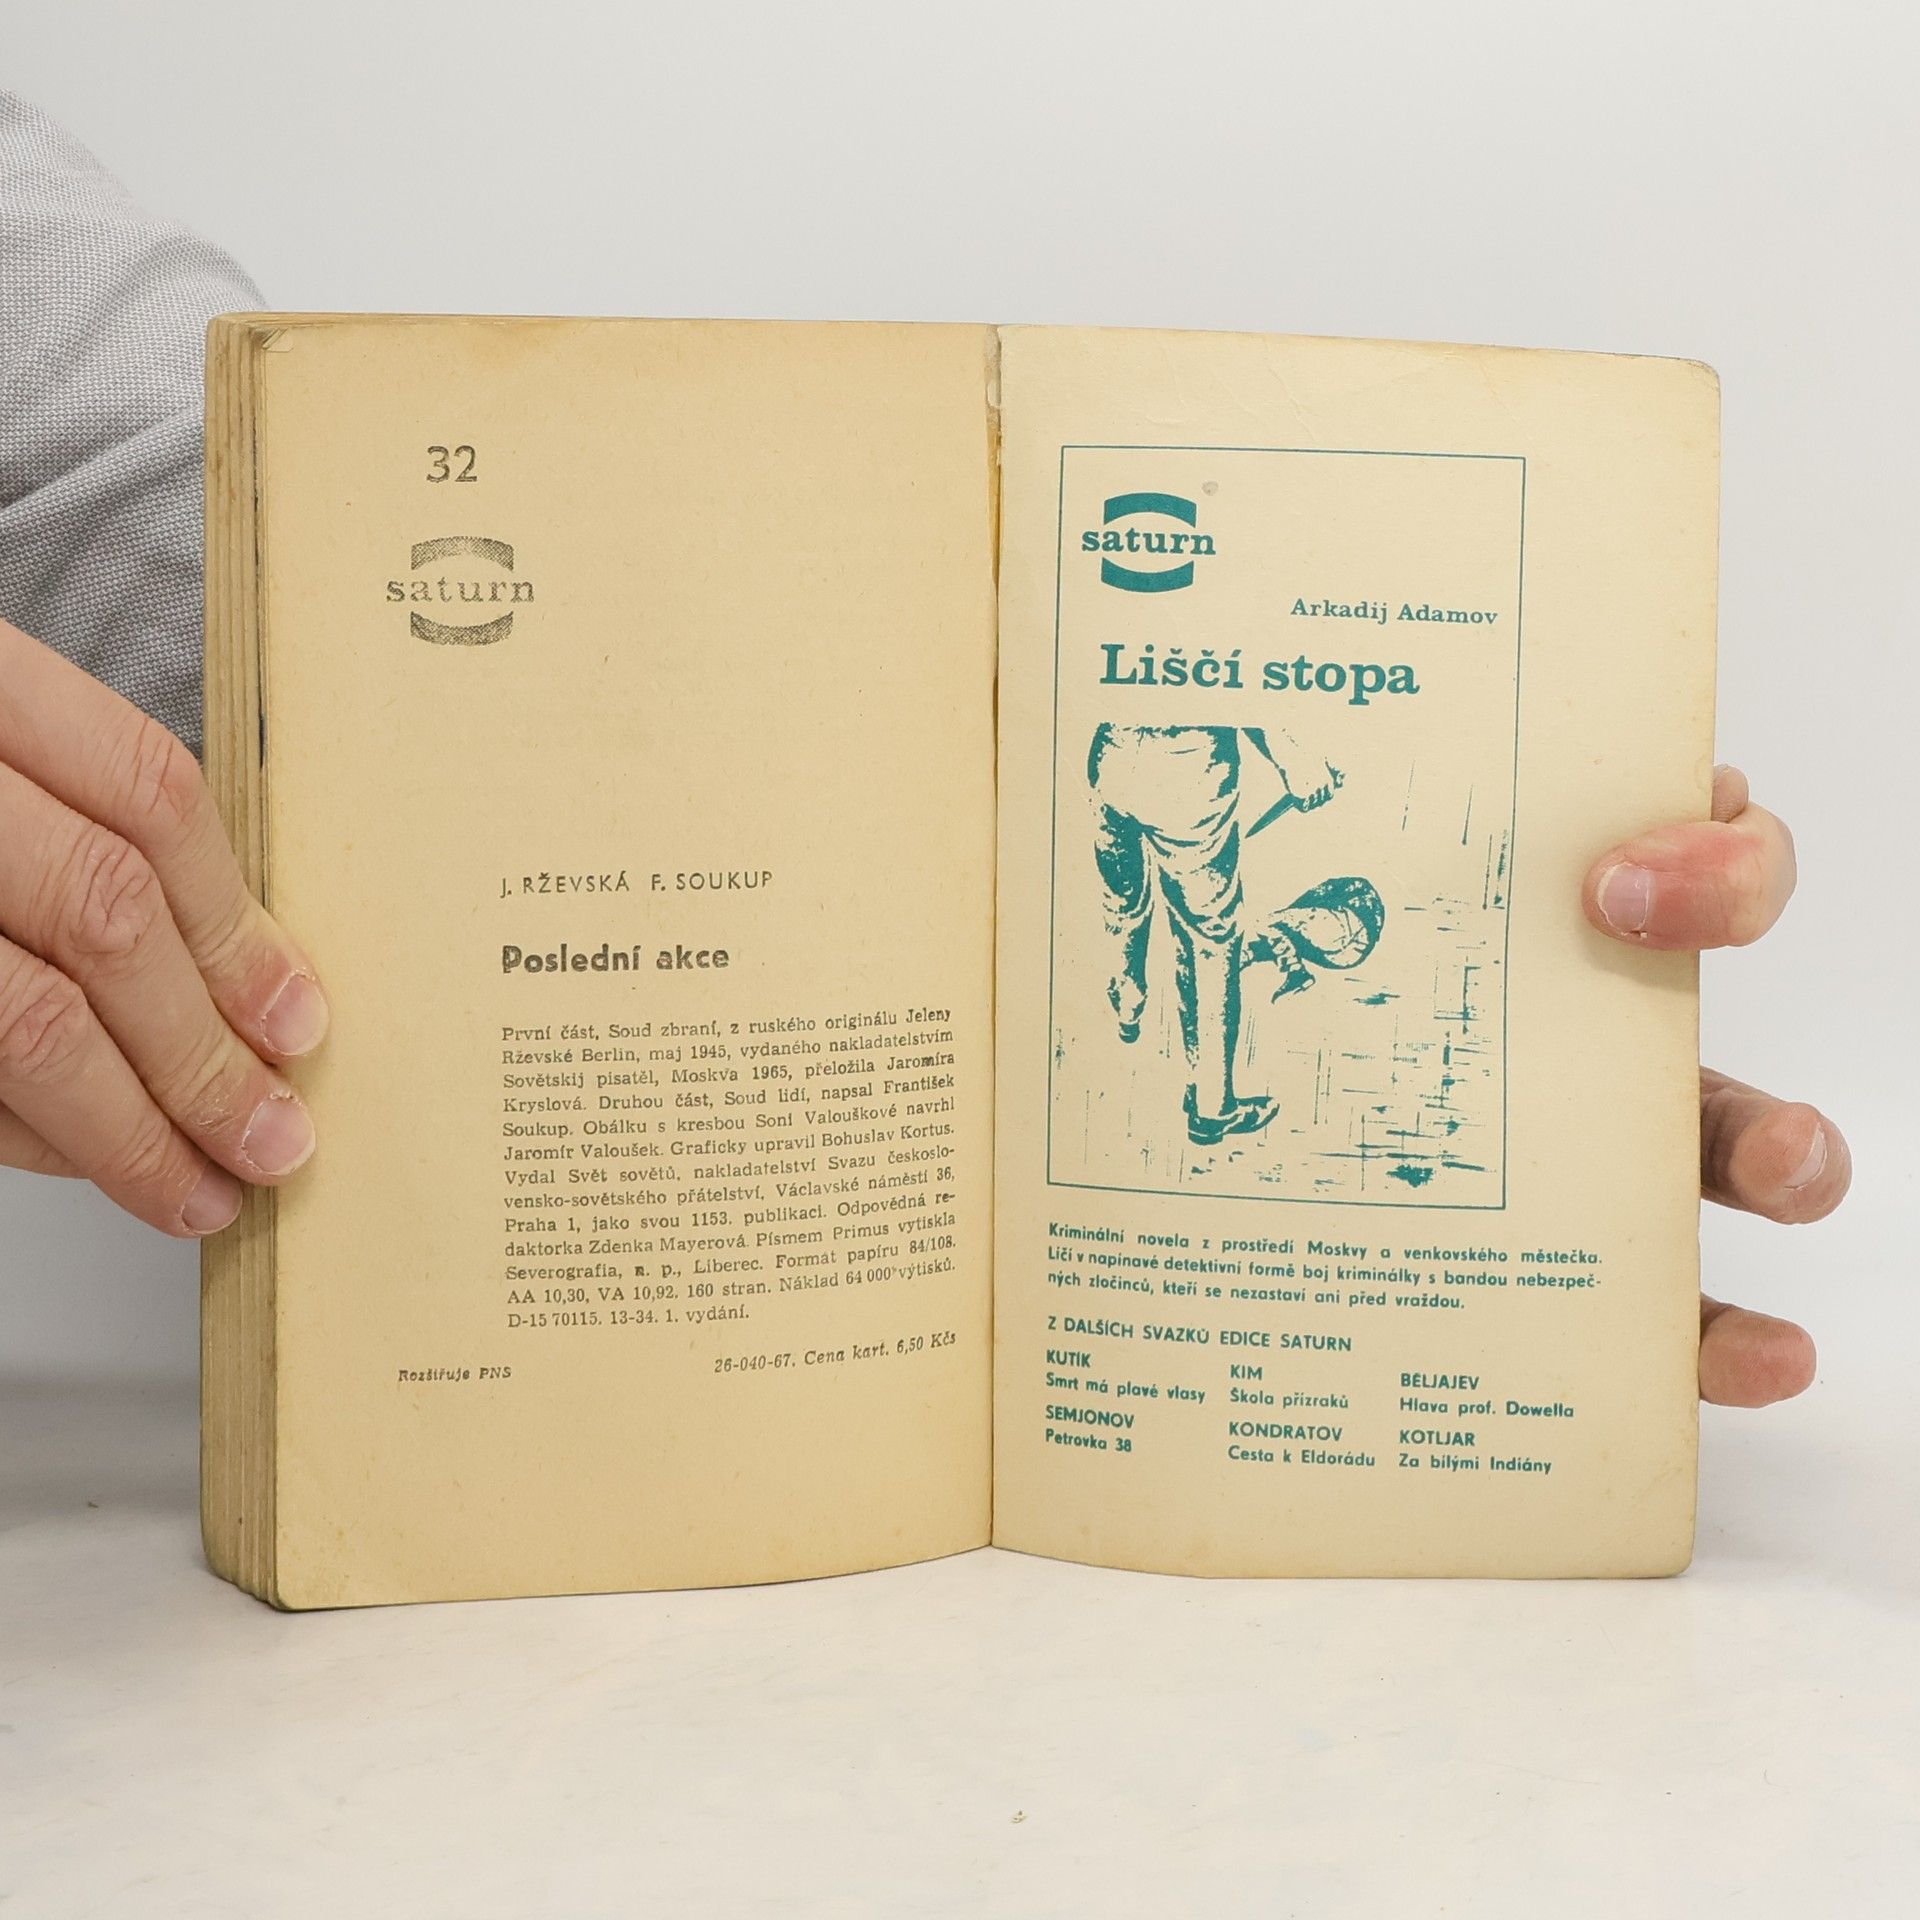 32
saturn
J. RŽEVSKÁ F. SOUKUP
Poslední akce
První část, Soud zbraní, z ruského originálu Jeleny
Rževské Berlin, maj 1945, vydaného nakladatelstvím
Sovětskij pisatěl, Moskva 1965, přeložila Jaromíra
Kryslová. Druhou část, Soud lidí, napsal František
Soukup. Obálku s kresbou Soni Valouškové navrhl
Jaromír Valoušek. Graficky upravil Bohuslav Kortus.
Vydal Svět sovětů, nakladatelství Svazu českoslo-
vensko-sovětského přátelství, Václavské náměstí 36,
Praha 1, jako svou 1153. publikaci. Odpovědná re-
daktorka Zdenka Mayerová. Písmem Primus vytiskla
Severografia, n. p., Liberec. Formát papíru 84/108.
AA 10,30, VA 10,92. 160 stran. Náklad 64 000 výtisků.
D-15 70115. 13-34. 1. vydání.
26-040-67. Cena kart. 6,50 Kčs
Rozšiřuje PNS
saturn
Arkadij Adamov
Liščí stopa
Kriminální novela z prostředí Moskvy a venkovského městečka.
Líčí v napínavé detektivní formě boj kriminálky s bandou nebezpeč-
ných zločinců, kteří se nezastaví ani před vraždou.
Z DALŠÍCH SVAZKŮ EDICE SATURN
KUTÍK
Smrt má plavé vlasy
SEMJONOV
Petrovka 38
KIM
Škola přízraků
KONDRATOV
Cesta k Eldorádu
BĚLJAJEV
Hlava prof. Dowella
KOTLJAR
Za bílými Indiány